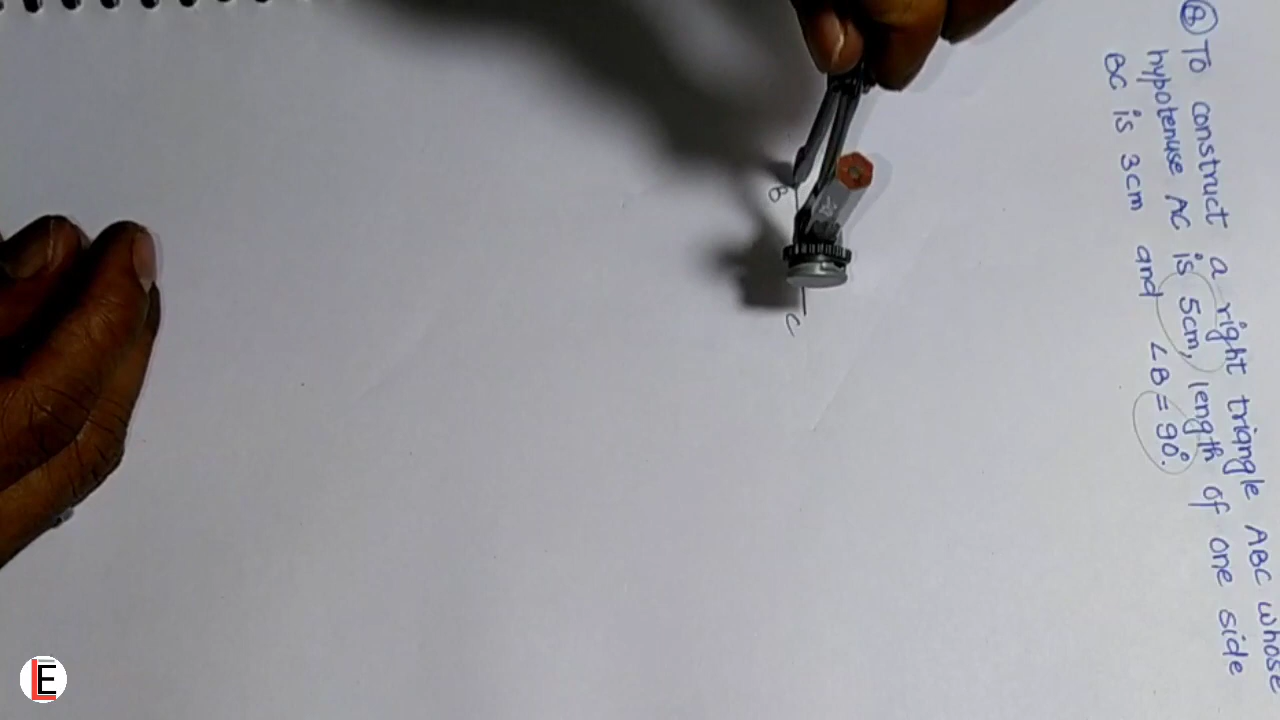 Ⓑ To construct a right triangle ABC whose
hypotenuse AC is 5cm, length of one side
BC is 3cm and ∠B = 90°.
B
C
LE